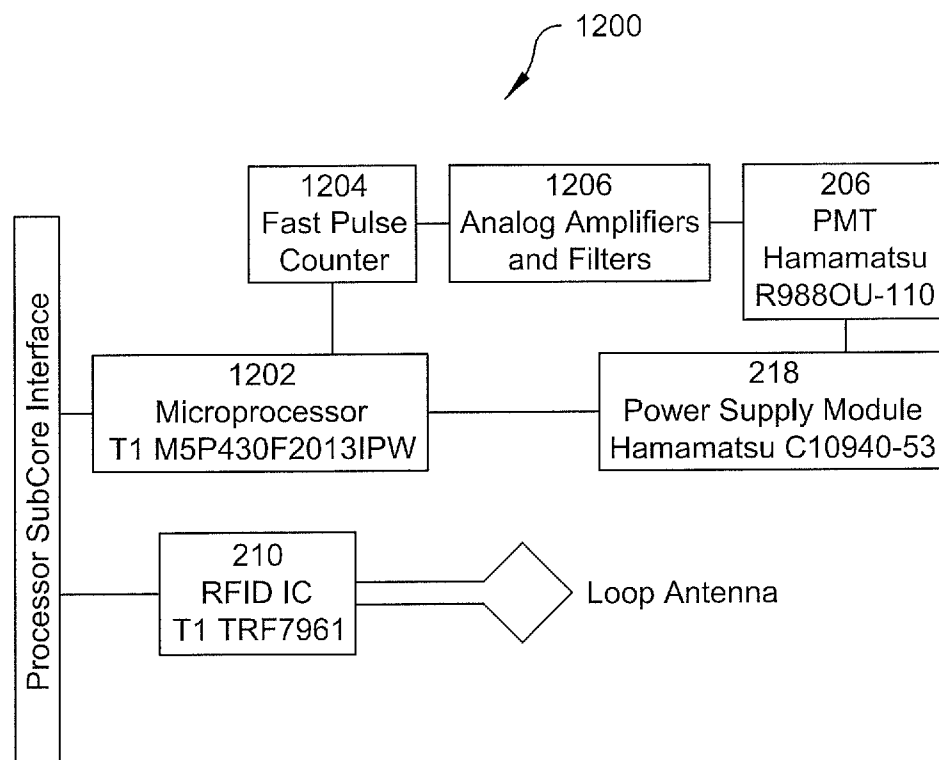 1200
1204
Fast Pulse
Counter
1206
Analog Amplifiers
and Filters
206
PMT
Hamamatsu
R988OU-110
Processor SubCore Interface
1202
Microprocessor
T1 M5P430F2013IPW
218
Power Supply Module
Hamamatsu C10940-53
210
RFID IC
T1 TRF7961
Loop Antenna